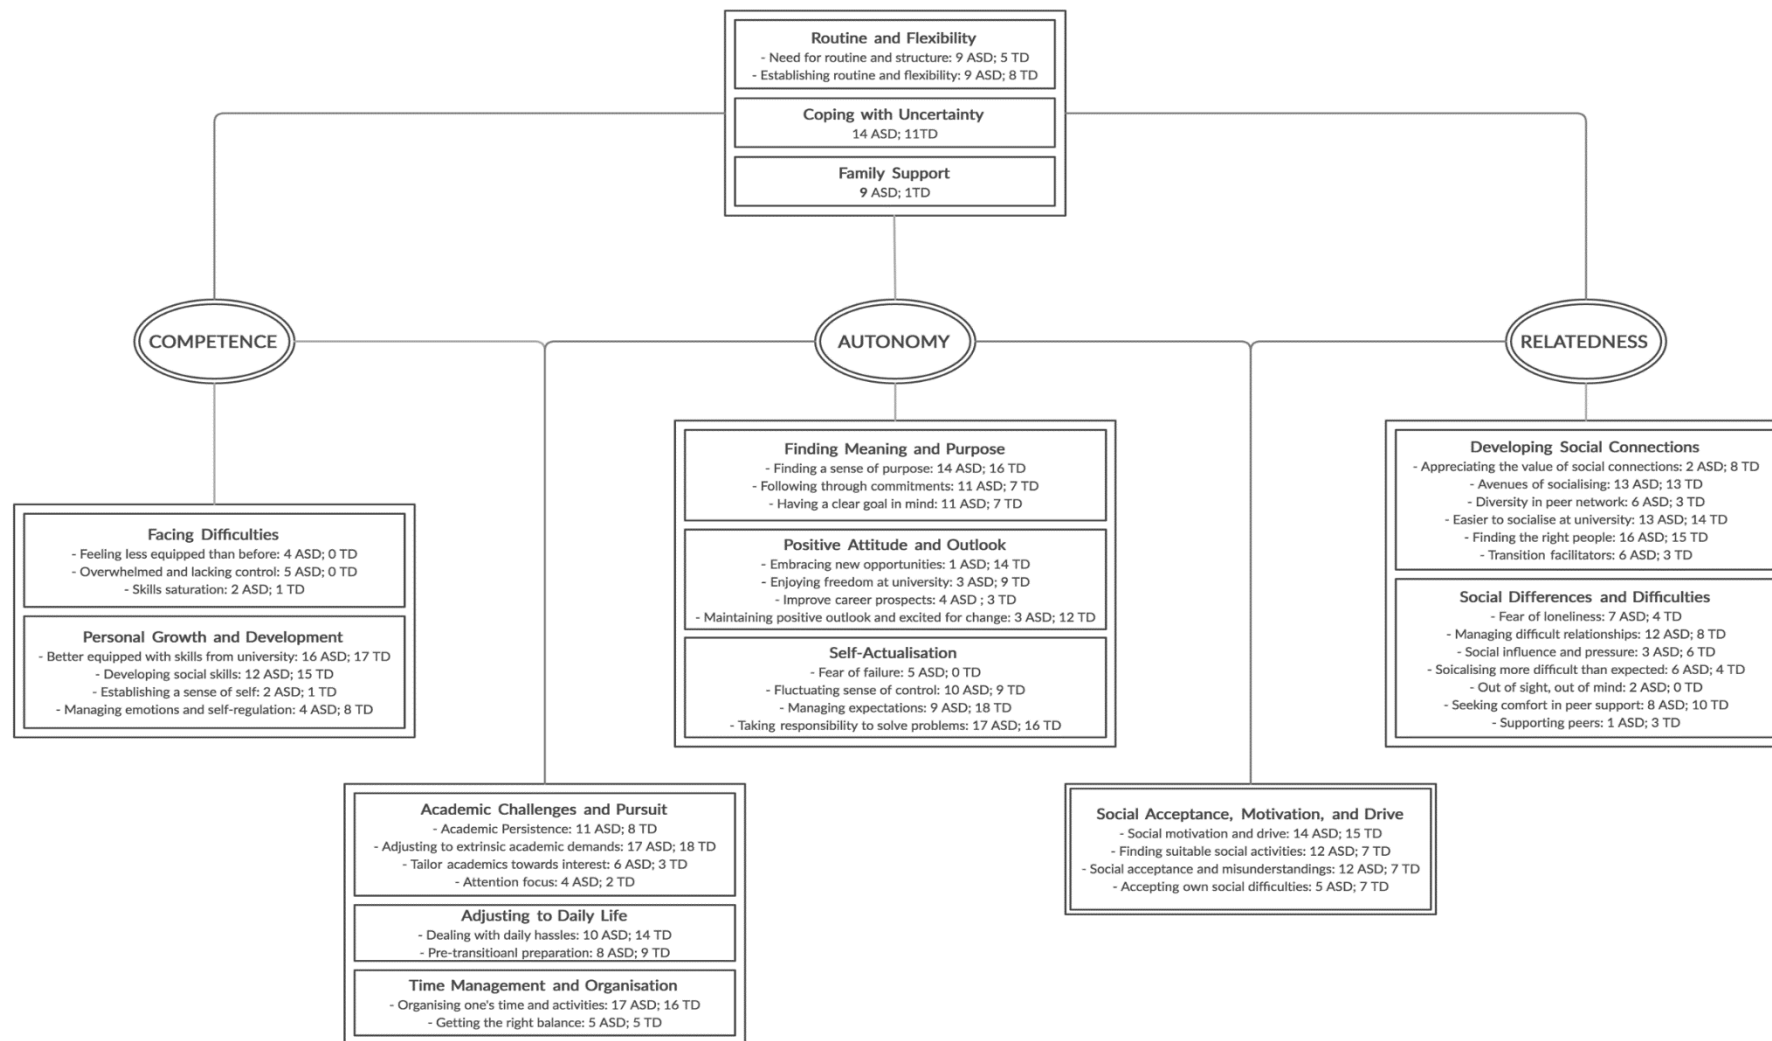 Routine and Flexibility
- Need for routine and structure: 9 ASD; 5 TD
- Establishing routine and flexibility: 9 ASD; 8 TD
Coping with Uncertainty
14 ASD; 11TD
Family Support
9 ASD; 1TD
COMPETENCE
AUTONOMY
RELATEDNESS
Facing Difficulties
- Feeling less equipped than before: 4 ASD; 0 TD
- Overwhelmed and lacking control: 5 ASD; 0 TD
- Skills saturation: 2 ASD; 1 TD
Personal Growth and Development
- Better equipped with skills from university: 16 ASD; 17 TD
- Developing social skills: 12 ASD; 15 TD
- Establishing a sense of self: 2 ASD; 1 TD
- Managing emotions and self-regulation: 4 ASD; 8 TD
Finding Meaning and Purpose
- Finding a sense of purpose: 14 ASD; 16 TD
- Following through commitments: 11 ASD; 7 TD
- Having a clear goal in mind: 11 ASD; 7 TD
Positive Attitude and Outlook
- Embracing new opportunities: 1 ASD; 14 TD
- Enjoying freedom at university: 3 ASD; 9 TD
- Improve career prospects: 4 ASD ; 3 TD
- Maintaining positive outlook and excited for change: 3 ASD; 12 TD
Self-Actualisation
- Fear of failure: 5 ASD; 0 TD
- Fluctuating sense of control: 10 ASD; 9 TD
- Managing expectations: 9 ASD; 18 TD
- Taking responsibility to solve problems: 17 ASD; 16 TD
Developing Social Connections
- Appreciating the value of social connections: 2 ASD; 8 TD
- Avenues of socialising: 13 ASD; 13 TD
- Diversity in peer network: 6 ASD; 3 TD
- Easier to socialise at university: 13 ASD; 14 TD
- Finding the right people: 16 ASD; 15 TD
- Transition facilitators: 6 ASD; 3 TD
Social Differences and Difficulties
- Fear of loneliness: 7 ASD; 4 TD
- Managing difficult relationships: 12 ASD; 8 TD
- Social influence and pressure: 3 ASD; 6 TD
- Soicalising more difficult than expected: 6 ASD; 4 TD
- Out of sight, out of mind: 2 ASD; 0 TD
- Seeking comfort in peer support: 8 ASD; 10 TD
- Supporting peers: 1 ASD; 3 TD
Academic Challenges and Pursuit
- Academic Persistence: 11 ASD; 8 TD
- Adjusting to extrinsic academic demands: 17 ASD; 18 TD
- Tailor academics towards interest: 6 ASD; 3 TD
- Attention focus: 4 ASD; 2 TD
Adjusting to Daily Life
- Dealing with daily hassles: 10 ASD; 14 TD
- Pre-transitioanl preparation: 8 ASD; 9 TD
Time Management and Organisation
- Organising one's time and activities: 17 ASD; 16 TD
- Getting the right balance: 5 ASD; 5 TD
Social Acceptance, Motivation, and Drive
- Social motivation and drive: 14 ASD; 15 TD
- Finding suitable social activities: 12 ASD; 7 TD
- Social acceptance and misunderstandings: 12 ASD; 7 TD
- Accepting own social difficulties: 5 ASD; 7 TD